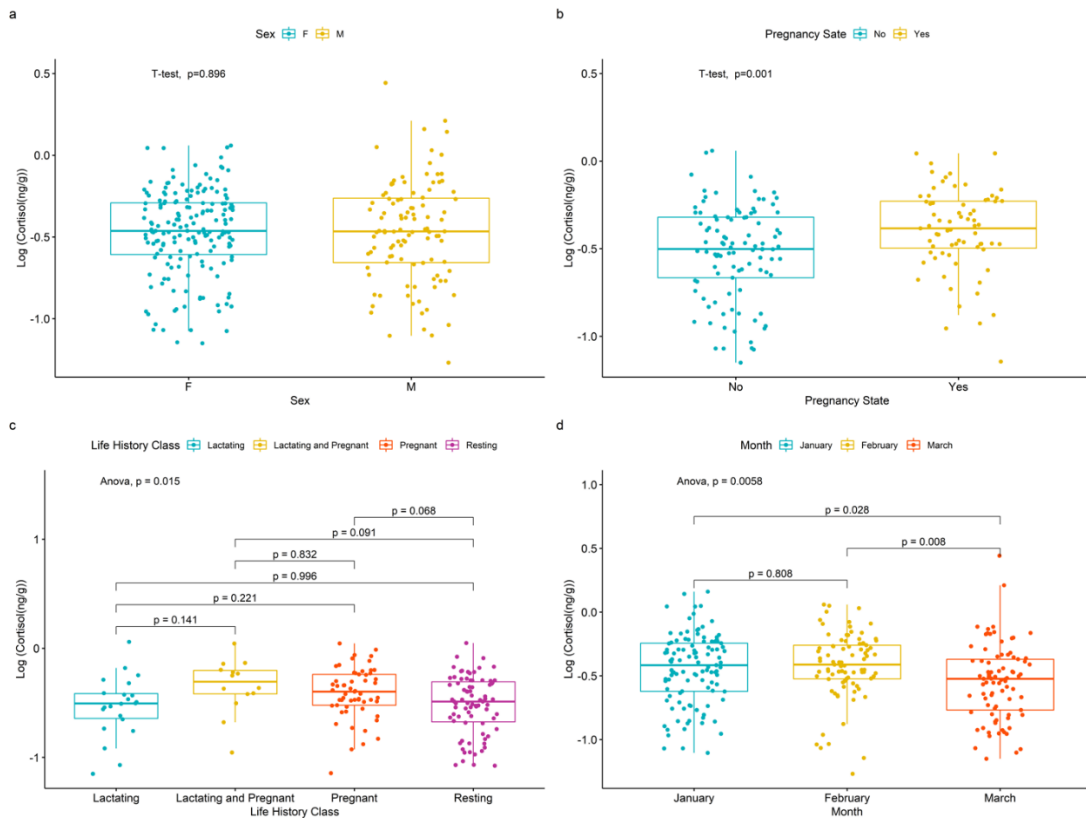 a
Sex F M
T-test, p=0.896
0.5
0.0
-0.5
-1.0
Log (Cortisol(ng/g))
F M
Sex
b
Pregnancy Sate No Yes
T-test, p=0.001
0.5
0.0
-0.5
-1.0
Log (Cortisol(ng/g))
No Yes
Pregnancy State
c
Life History Class Lactating Lactating and Pregnant Pregnant Resting
Anova, p = 0.015
p = 0.068
p = 0.091
p = 0.832
p = 0.996
p = 0.221
p = 0.141
1
0
-1
Log (Cortisol(ng/g))
Lactating Lactating and Pregnant Pregnant Resting
Life History Class
d
Month January February March
Anova, p = 0.0058
p = 0.028
p = 0.008
p = 0.808
1.0
0.5
0.0
-0.5
-1.0
Log (Cortisol(ng/g))
January February March
Month